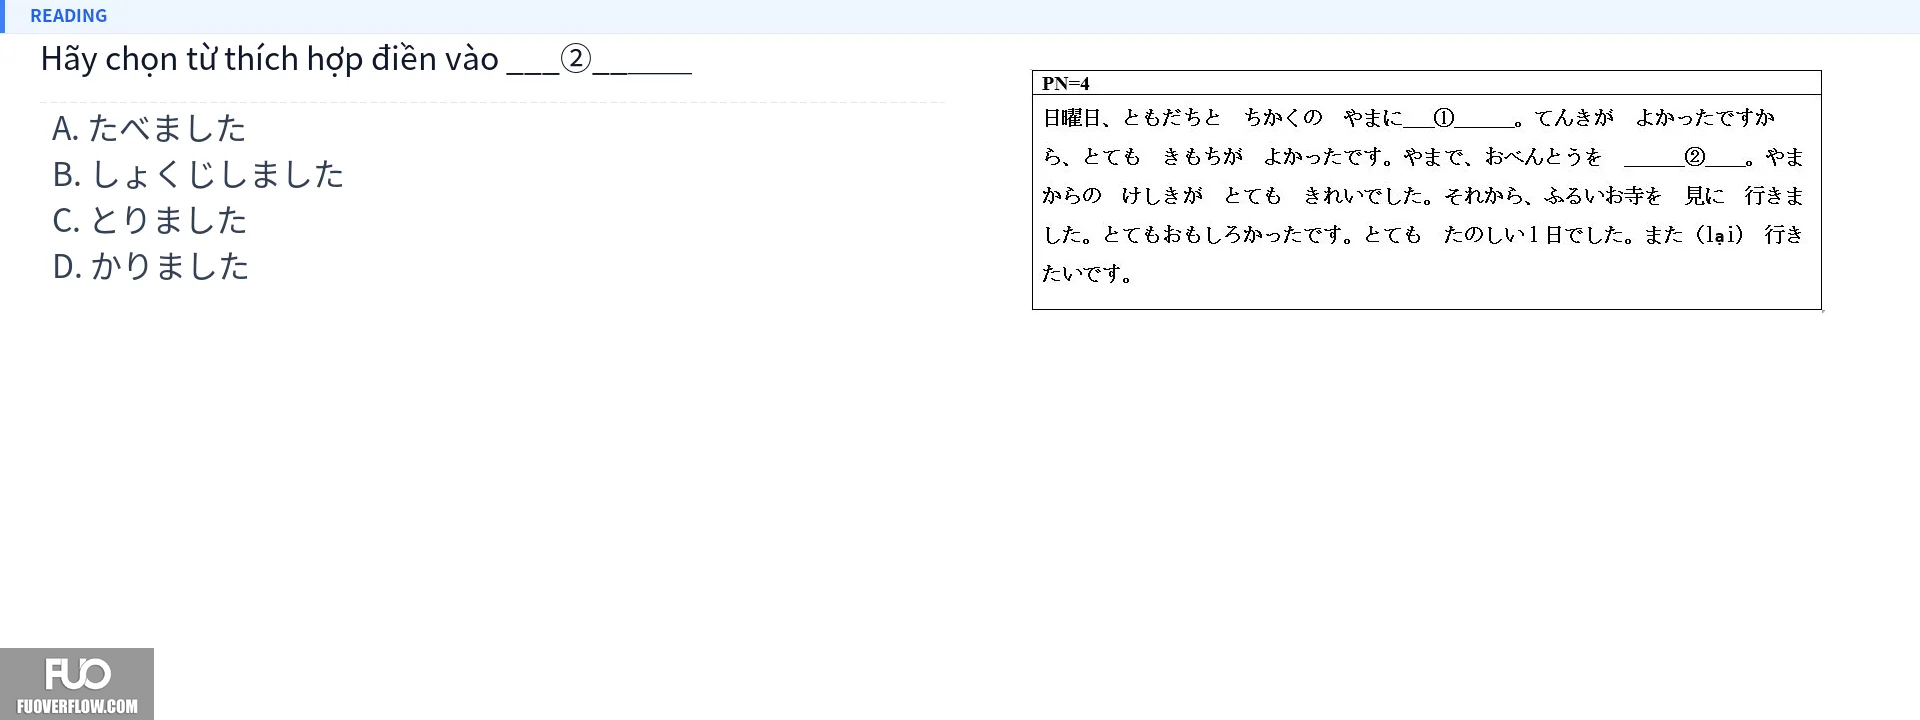 READING
Hãy chọn từ thích hợp điền vào ___②______
A. たべました
B. しょくじしました
C. とりました
D. かりました
PN=4
日曜日、ともだちと　ちかくの　やまに___①______。てんきが　よかったですか
ら、とても　きもちが　よかったです。やまで、おべんとうを　______②____。やま
からの　けしきが　とても　きれいでした。それから、ふるいお寺を　見に　行きま
した。とてもおもしろかったです。とても　たのしい１日でした。また（lại）　行き
たいです。
FUO
FUOVERFLOW.COM